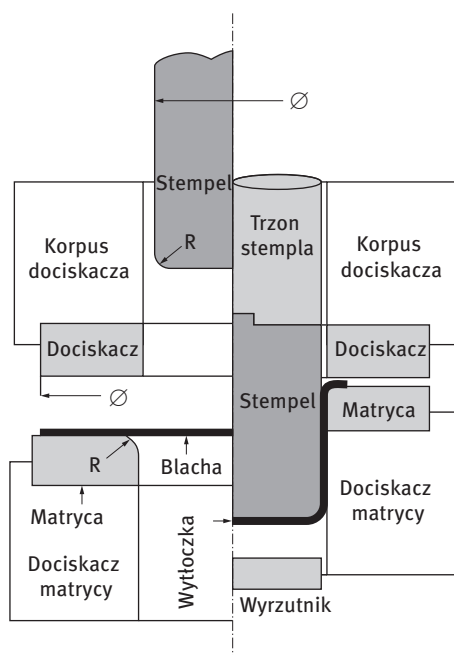 Ø
Stempel
Trzon
stempla
R
Korpus
dociskacza
Korpus
dociskacza
Dociskacz
Dociskacz
Ø
Stempel
Matryca
R
Blacha
Matryca
Dociskacz
matrycy
Dociskacz
matrycy
Wytłoczka
Wyrzutnik